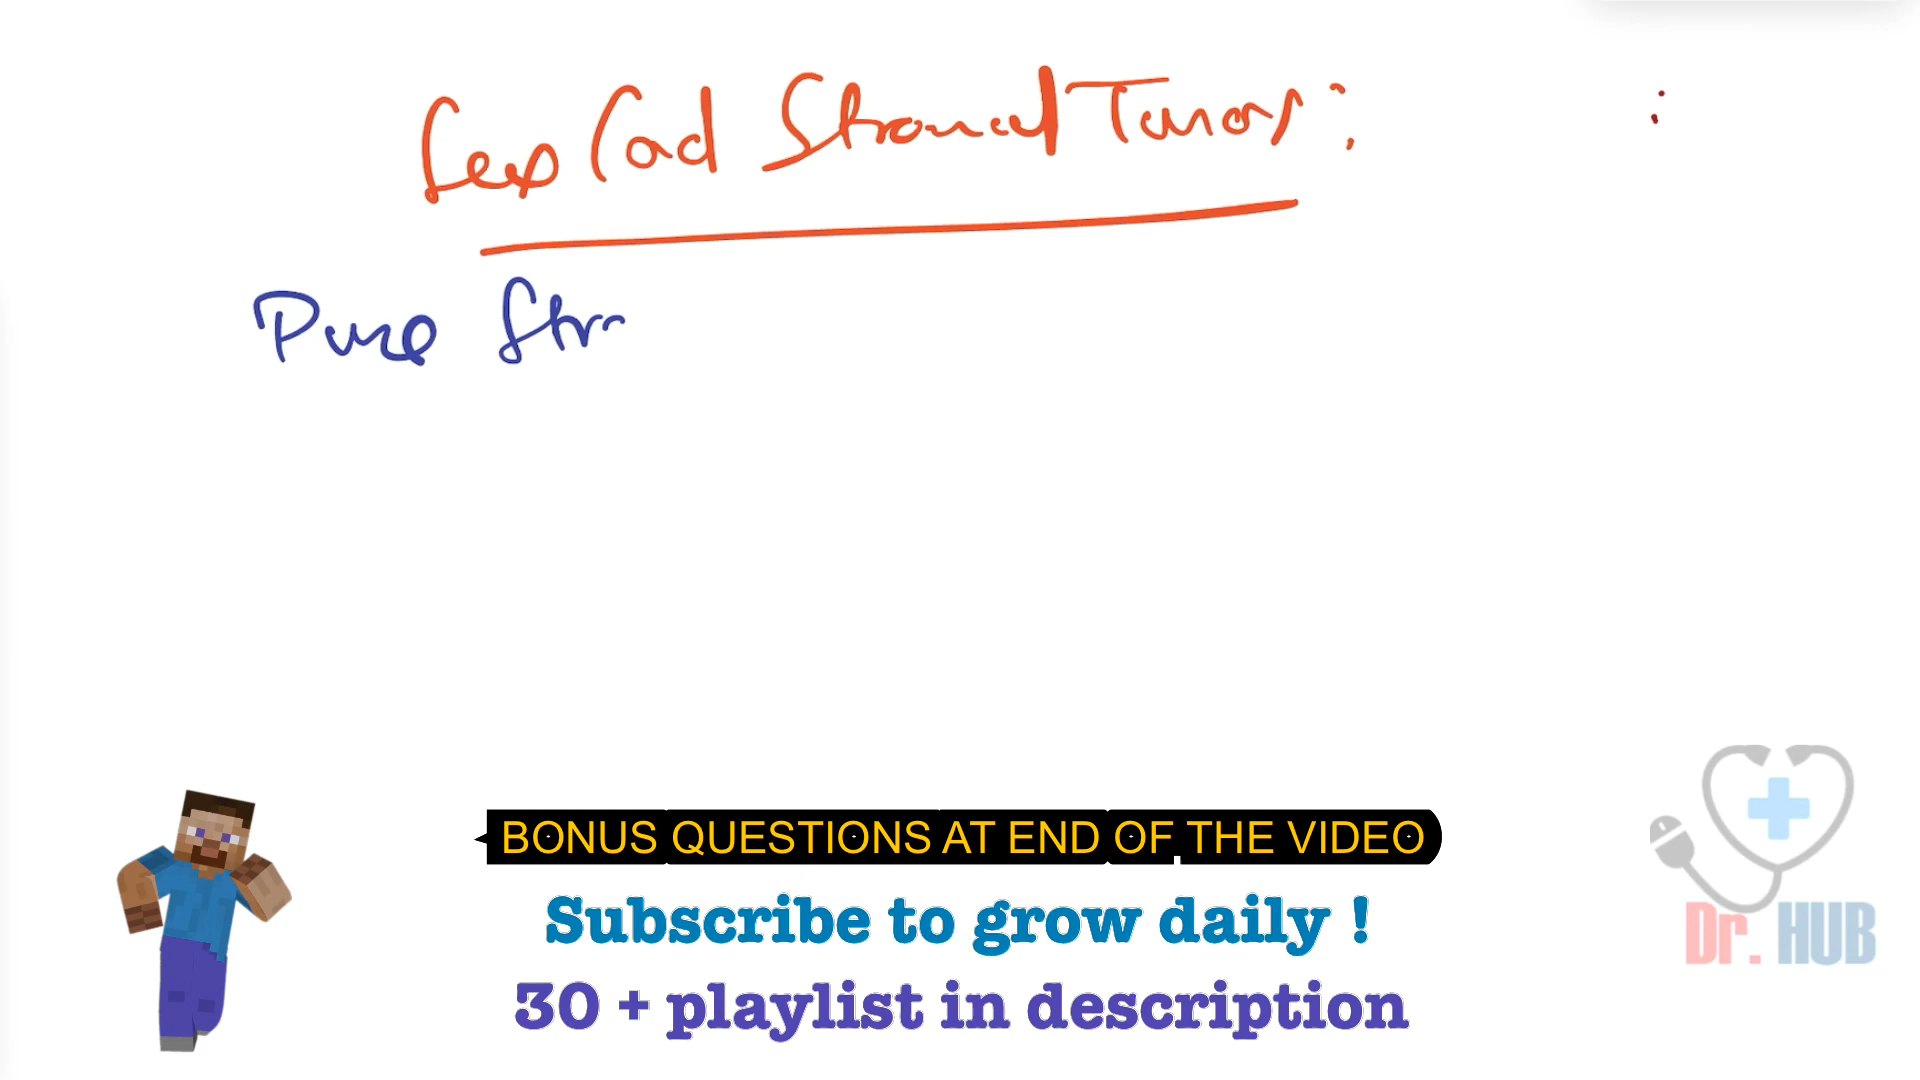 Sex Cord Stromal Tumors :
Pure Stro
BONUS QUESTIONS AT END OF THE VIDEO
Subscribe to grow daily !
30 + playlist in description
Dr. HUB